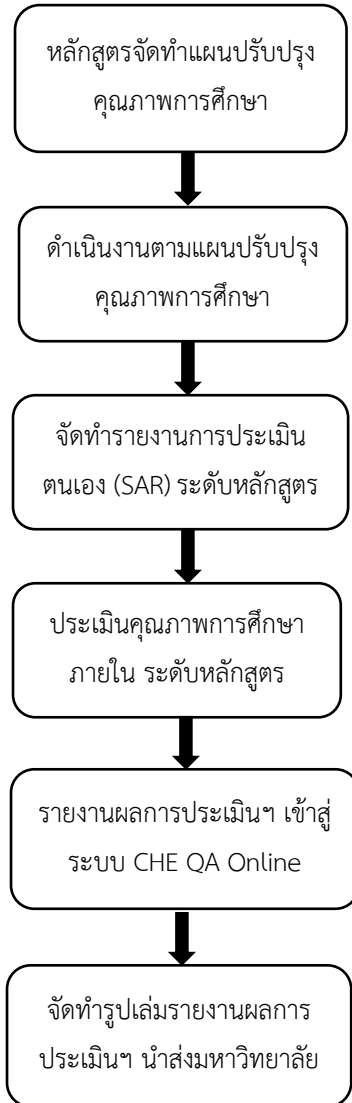 หลักสูตรจัดทำแผนปรับปรุง
คุณภาพการศึกษา
ดำเนินงานตามแผนปรับปรุง
คุณภาพการศึกษา
จัดทำรายงานการประเมิน
ตนเอง (SAR) ระดับหลักสูตร
ประเมินคุณภาพการศึกษา
ภายใน ระดับหลักสูตร
รายงานผลการประเมินฯ เข้าสู่
ระบบ CHE QA Online
จัดทำรูปเล่มรายงานผลการ
ประเมินฯ นำส่งมหาวิทยาลัย